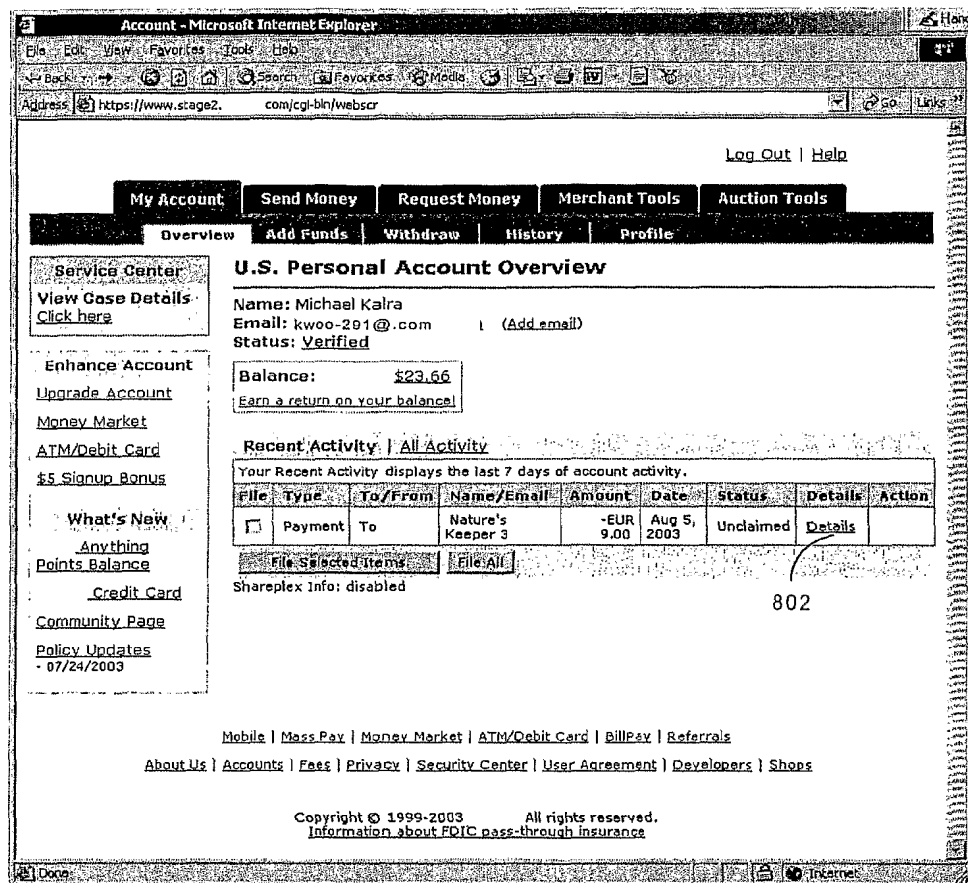 Account - Microsoft Internet Explorer
File Edit View Favorites Tools Help
Back Search Favorites Media
Address https://www.stage2. com/cgi-bin/webscr Go Links »
Log Out | Help
My Account Send Money Request Money Merchant Tools Auction Tools
Overview Add Funds Withdraw History Profile
Service Center
View Case Details
Click here
Enhance Account
Upgrade Account
Money Market
ATM/Debit Card
$5 Signup Bonus
What's New
Anything
Points Balance
Credit Card
Community Page
Policy Updates
- 07/24/2003
U.S. Personal Account Overview
Name: Michael Kalra
Email: kwoo-291@.com (Add email)
Status: Verified
Balance: $23.66
Earn a return on your balance!
Recent Activity | All Activity
Your Recent Activity displays the last 7 days of account activity.
File Type To/From Name/Email Amount Date Status Details Action
Payment To Nature's Keeper 3 -EUR 9.00 Aug 5, 2003 Unclaimed Details
File Selected Items File All
Shareplex Info: disabled
802
Mobile | Mass Pay | Money Market | ATM/Debit Card | BillPay | Referrals
About Us | Accounts | Fees | Privacy | Security Center | User Agreement | Developers | Shops
Copyright © 1999-2003 All rights reserved.
Information about FDIC pass-through insurance
Done Internet